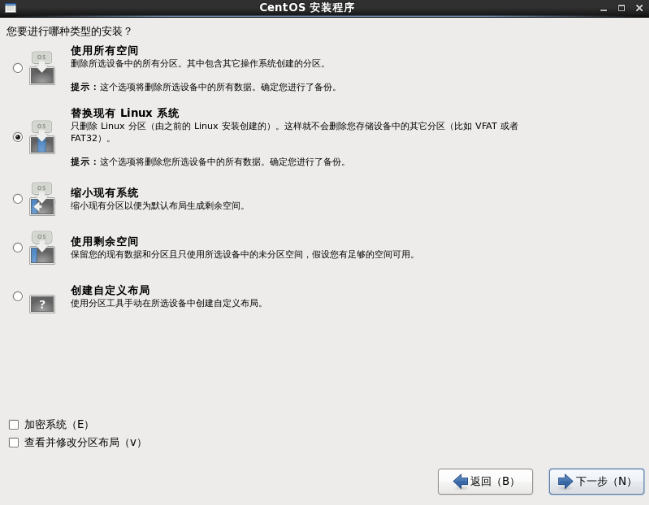 CentOS 安装程序
您要进行哪种类型的安装？
使用所有空间
删除所选设备中的所有分区。其中包含其它操作系统创建的分区。
提示：这个选项将删除所选设备中的所有数据。确定您进行了备份。
替换现有 Linux 系统
只删除 Linux 分区（由之前的 Linux 安装创建的）。这样就不会删除您存储设备中的其它分区（比如 VFAT 或者
FAT32）。
提示：这个选项将删除您所选设备中的所有数据。确定您进行了备份。
缩小现有系统
缩小现有分区以便为默认布局生成剩余空间。
使用剩余空间
保留您的现有数据和分区且只使用所选设备中的未分区空间，假设您有足够的空间可用。
创建自定义布局
使用分区工具手动在所选设备中创建自定义布局。
OS
OS
OS
OS
?
加密系统（E）
查看并修改分区布局（v）
返回（B）
下一步（N）